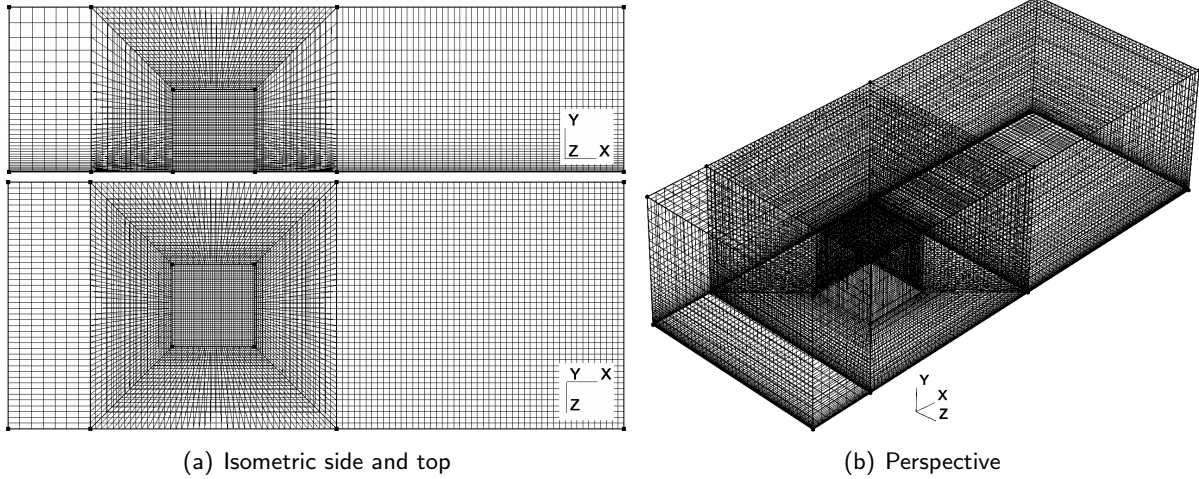 Y
Z X
Y X
Z
Y
X
Z
(a) Isometric side and top
(b) Perspective